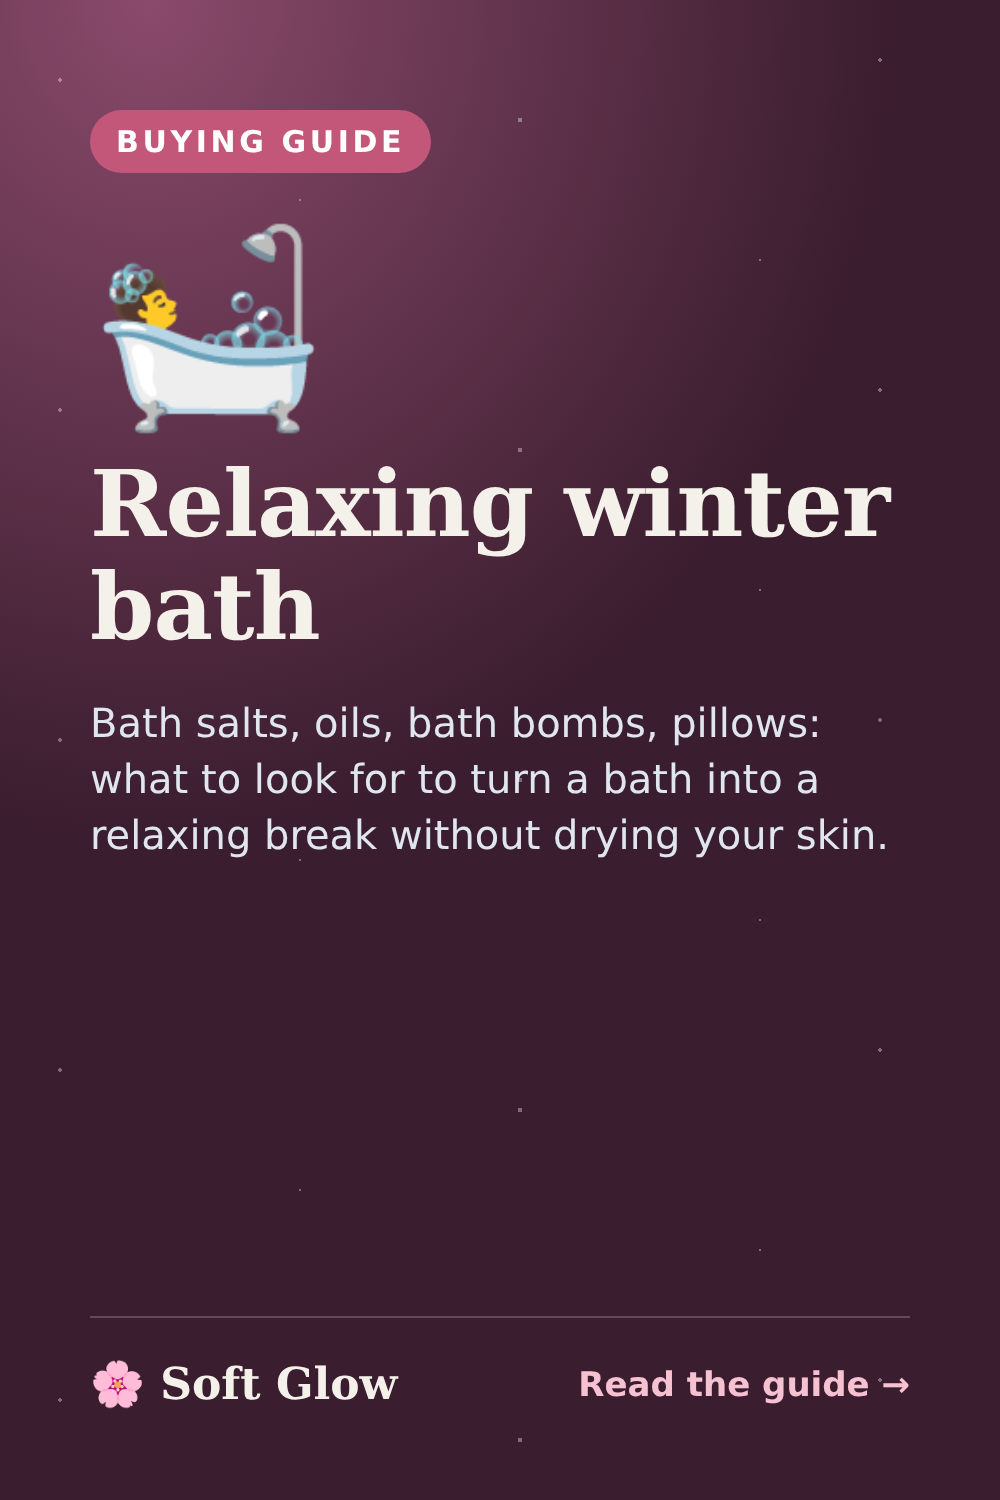 BUYING GUIDE
Relaxing winter
bath
Bath salts, oils, bath bombs, pillows:
what to look for to turn a bath into a
relaxing break without drying your skin.
Soft Glow
Read the guide →